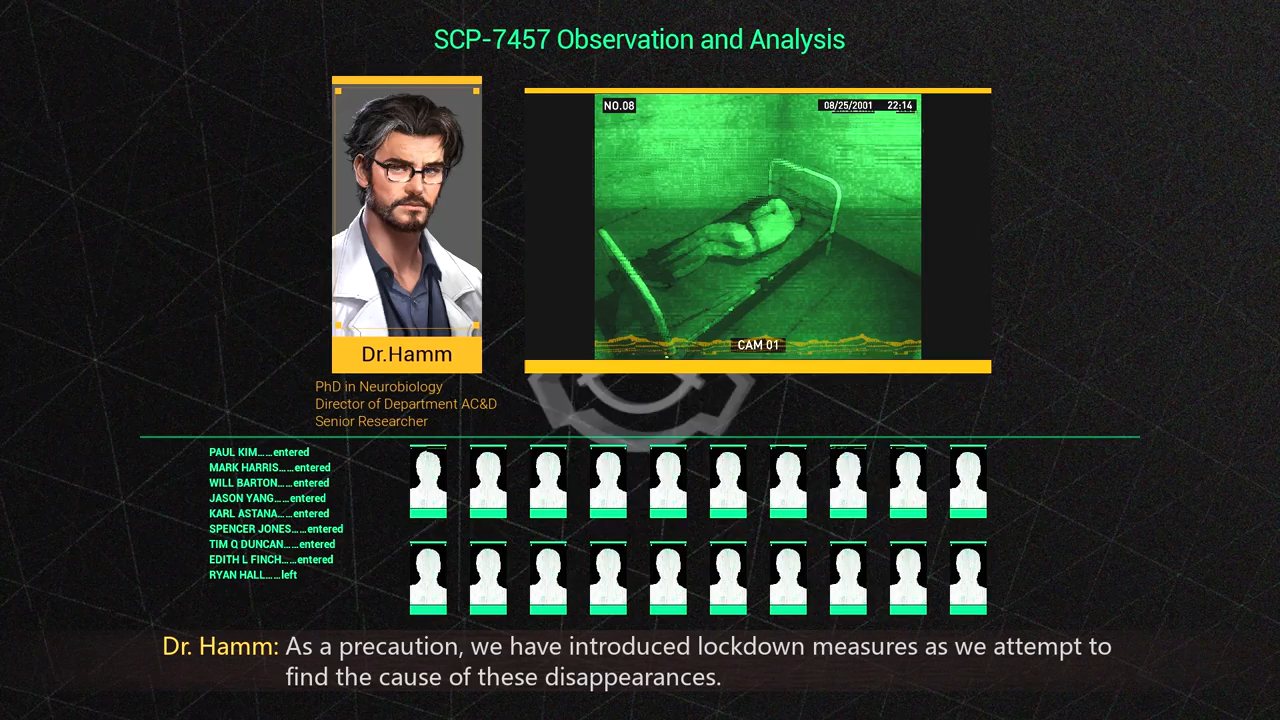 SCP-7457 Observation and Analysis
NO.08
08/25/2001 22:14
CAM 01
Dr.Hamm
PhD in Neurobiology
Director of Department AC&D
Senior Researcher
PAUL KIM......entered
MARK HARRIS......entered
WILL BARTON......entered
JASON YANG......entered
KARL ASTANA......entered
SPENCER JONES......entered
TIM Q DUNCAN......entered
EDITH L FINCH......entered
RYAN HALL......left
Dr. Hamm: As a precaution, we have introduced lockdown measures as we attempt to
find the cause of these disappearances.